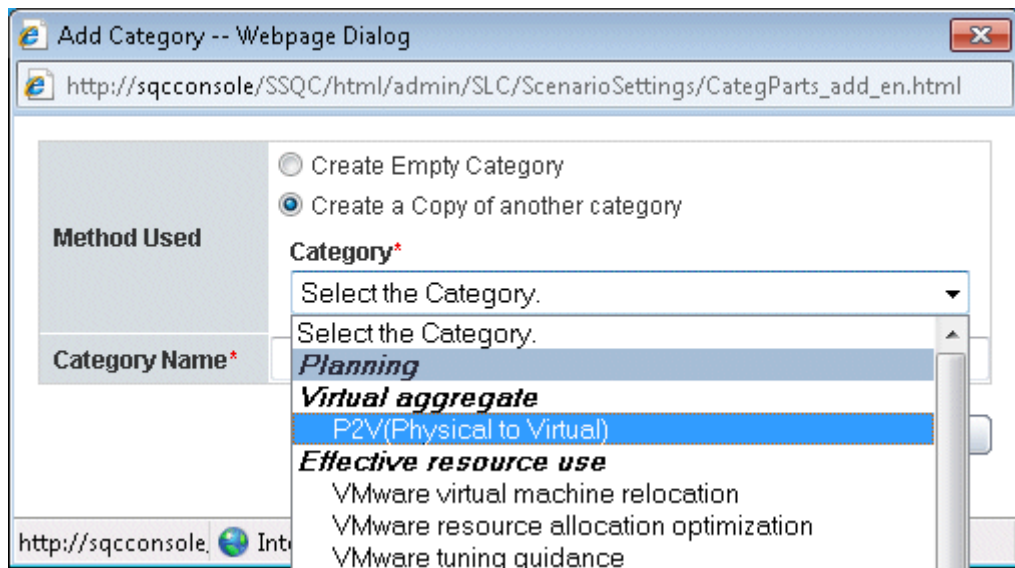 Add Category -- Webpage Dialog
http://sqcconsole/SSQC/html/admin/SLC/ScenarioSettings/CategParts_add_en.html
Create Empty Category
Create a Copy of another category
Method Used
Category*
Select the Category.
Select the Category.
Category Name*
Planning
Virtual aggregate
P2V(Physical to Virtual)
Effective resource use
VMware virtual machine relocation
VMware resource allocation optimization
http://sqcconsole
VMware tuning guidance